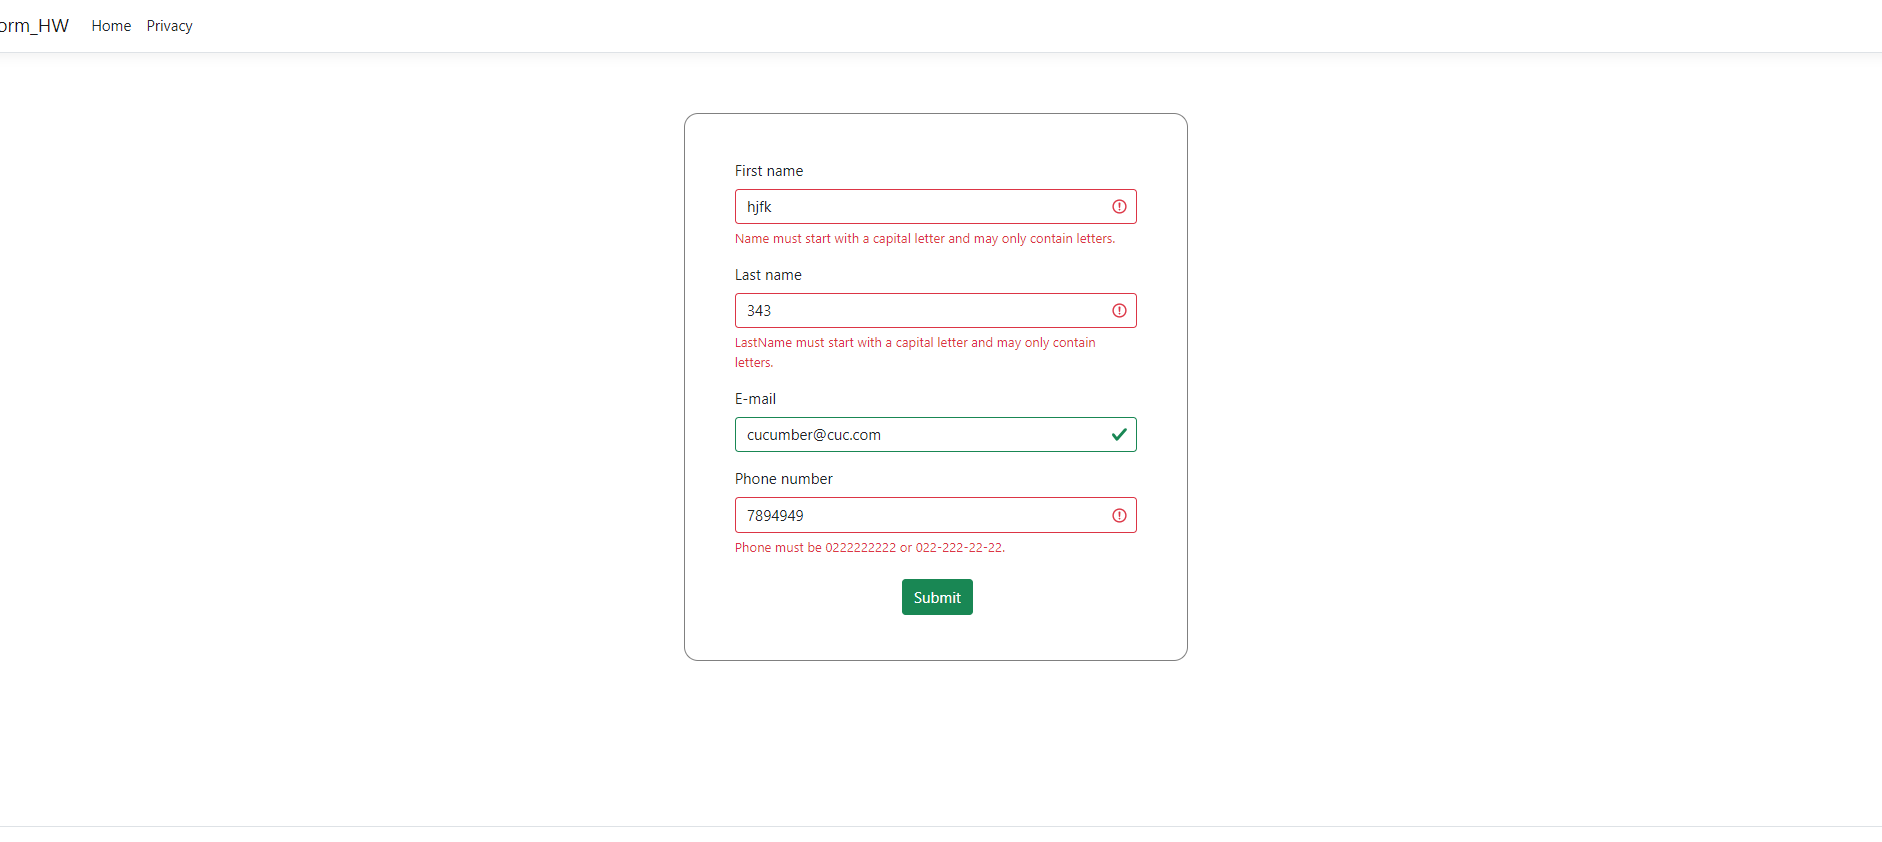 orm_HW Home Privacy
First name
hjfk
Name must start with a capital letter and may only contain letters.
Last name
343
LastName must start with a capital letter and may only contain
letters.
E-mail
cucumber@cuc.com
Phone number
7894949
Phone must be 0222222222 or 022-222-22-22.
Submit